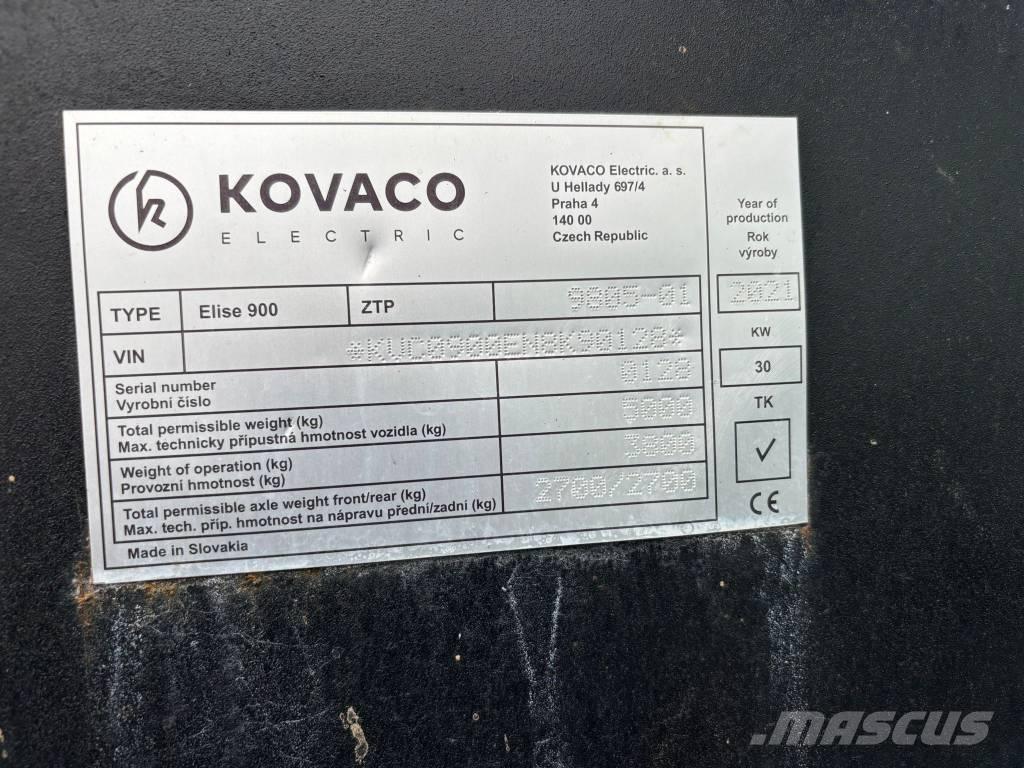 KOVACO
ELECTRIC
KOVACO Electric. a. s.
U Hellady 697/4
Praha 4
140 00
Czech Republic
Year of
production
Rok
výroby
2021
TYPE Elise 900 ZTP 9805-01
VIN
KW
30
Serial number
Vyrobní číslo
0128
Total permissible weight (kg)
Max. technicky přípustná hmotnost vozidla (kg)
5000
TK
✓
Weight of operation (kg)
Provozní hmotnost (kg)
3900
Total permissible axle weight front/rear (kg)
Max. tech. příp. hmotnost na nápravu přední/zadní (kg)
2700/2700
CE
Made in Slovakia
MASCUS